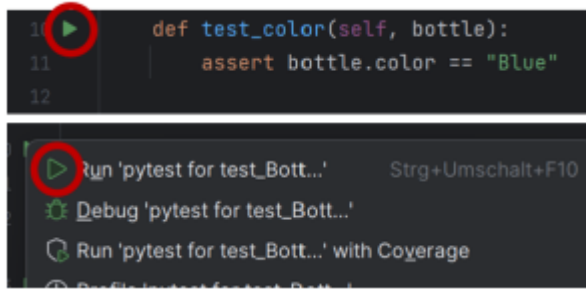 10 def test_color(self, bottle):
11 assert bottle.color == "Blue"
12
Run 'pytest for test_Bott...' Strg+Umschalt+F10
Debug 'pytest for test_Bott...'
Run 'pytest for test_Bott...' with Coverage